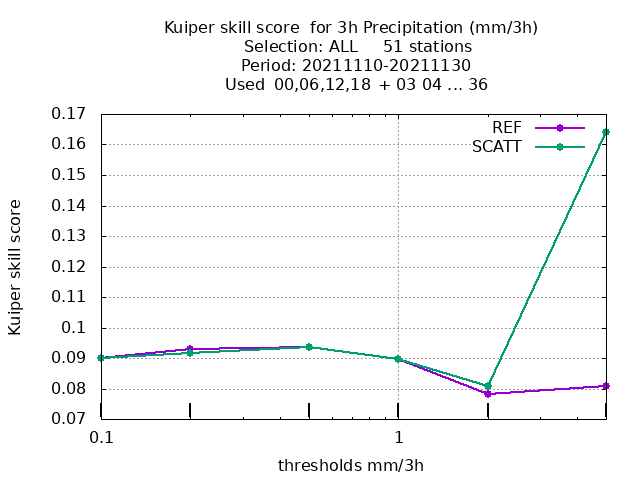 Kuiper skill score for 3h Precipitation (mm/3h)
Selection: ALL 51 stations
Period: 20211110-20211130
Used 00,06,12,18 + 03 04 ... 36
REF
SCATT
0.17
0.16
0.15
0.14
0.13
0.12
0.11
0.1
0.09
0.08
0.07
Kuiper skill score
0.1
1
thresholds mm/3h